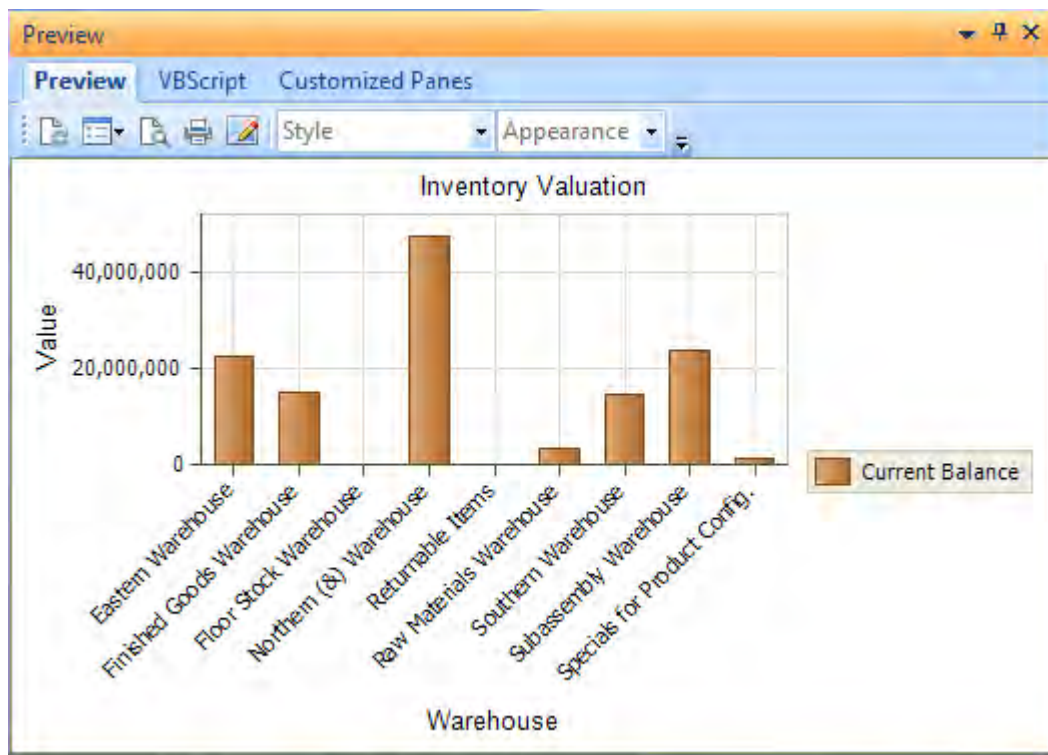 Preview
Preview VBScript Customized Panes
Style Appearance
Inventory Valuation
Value
40,000,000
20,000,000
0
Eastern Warehouse
Finished Goods Warehouse
Floor Stock Warehouse
Northern (&) Warehouse
Returnable Items
Raw Materials Warehouse
Southern Warehouse
Subassembly Warehouse
Specials for Product Config.
Current Balance
Warehouse